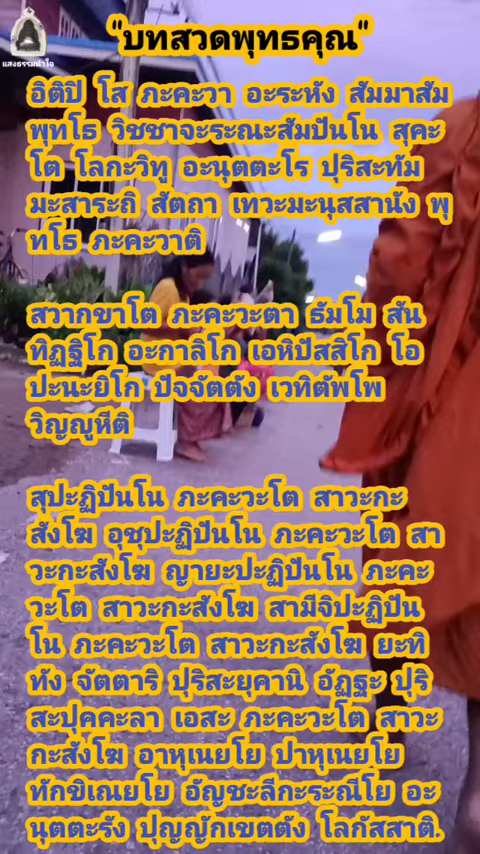 "บทสวดพุทธคุณ"
แสงธรรมนำใจ
อิติปิ โส ภะคะวา อะระหัง สัมมาสัม
พุทโธ วิชชาจะระณะสัมปันโน สุคะ
โต โลกะวิทู อะนุตตะโร ปุริสะทัม
มะสาระถิ สัตถา เทวะมะนุสสานัง พุ
ทโธ ภะคะวาติ
สวากขาโต ภะคะวะตา ธัมโม สัน
ทิฏฐิโก อะกาลิโก เอหิปัสสิโก โอ
ปะนะยิโก ปัจจัตตัง เวทิตัพโพ
วิญญูหีติ
สุปะฏิปันโน ภะคะวะโต สาวะกะ
สังโฆ อุชุปะฏิปันโน ภะคะวะโต สา
วะกะสังโฆ ญายะปะฏิปันโน ภะคะ
วะโต สาวะกะสังโฆ สามีจิปะฏิปัน
โน ภะคะวะโต สาวะกะสังโฆ ยะทิ
ทัง จัตตาริ ปุริสะยุคานิ อัฏฐะ ปุริ
สะปุคคะลา เอสะ ภะคะวะโต สาวะ
กะสังโฆ อาหุเนยโย ปาหุเนยโย
ทักขิเณยโย อัญชะลีกะระณีโย อะ
นุตตะรัง ปุญญักเขตตัง โลกัสสาติ.